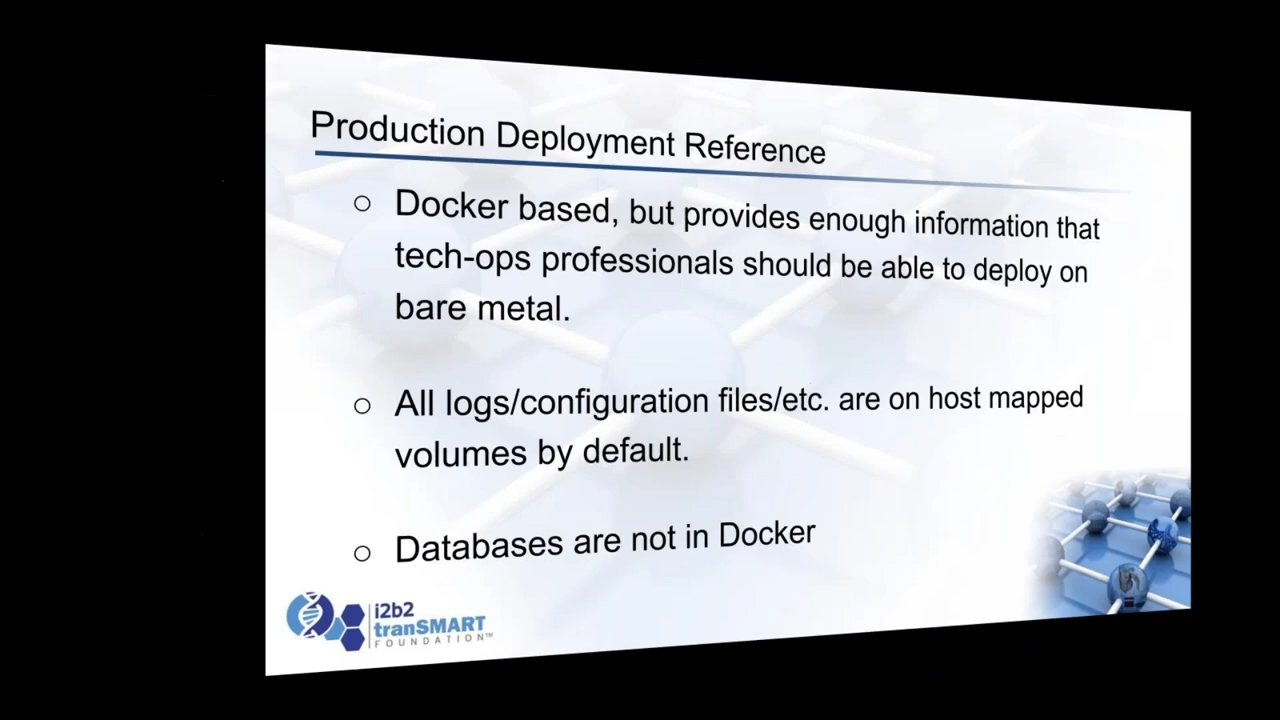 Production Deployment Reference
○ Docker based, but provides enough information that
tech-ops professionals should be able to deploy on
bare metal.
○ All logs/configuration files/etc. are on host mapped
volumes by default.
○ Databases are not in Docker
i2b2
tranSMART
FOUNDATION™